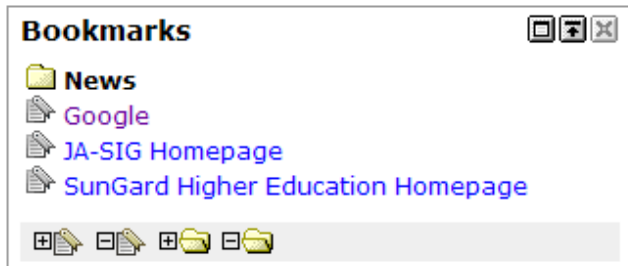 Bookmarks
News
Google
JA-SIG Homepage
SunGard Higher Education Homepage